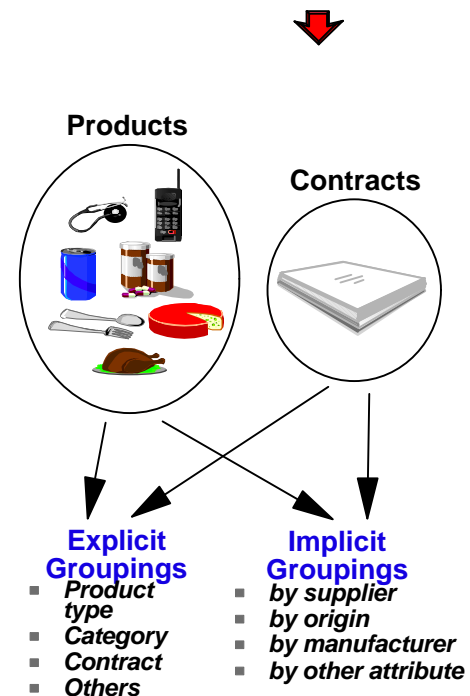 Products
Contracts
Explicit
Groupings
▪ Product
type
▪ Category
▪ Contract
▪ Others
Implicit
Groupings
▪ by supplier
▪ by origin
▪ by manufacturer
▪ by other attribute